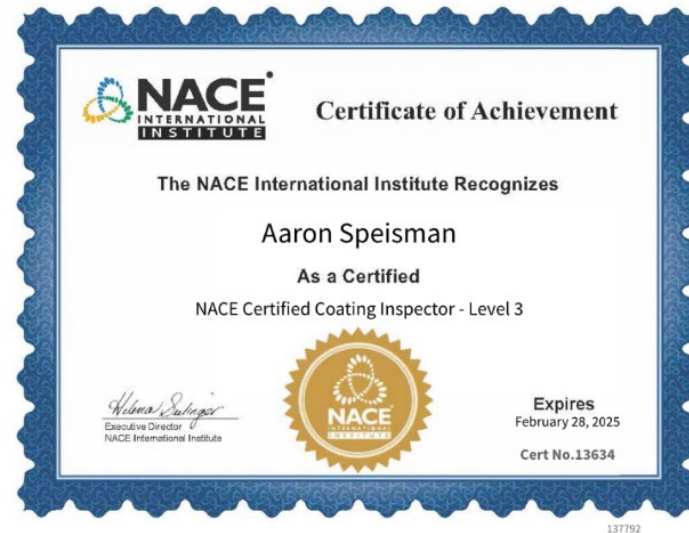 NACE
INTERNATIONAL
INSTITUTE
Certificate of Achievement
The NACE International Institute Recognizes
Aaron Speisman
As a Certified
NACE Certified Coating Inspector - Level 3
NACE
INTERNATIONAL
INSTITUTE
Executive Director
NACE International Institute
Expires
February 28, 2025
Cert No.13634
137792